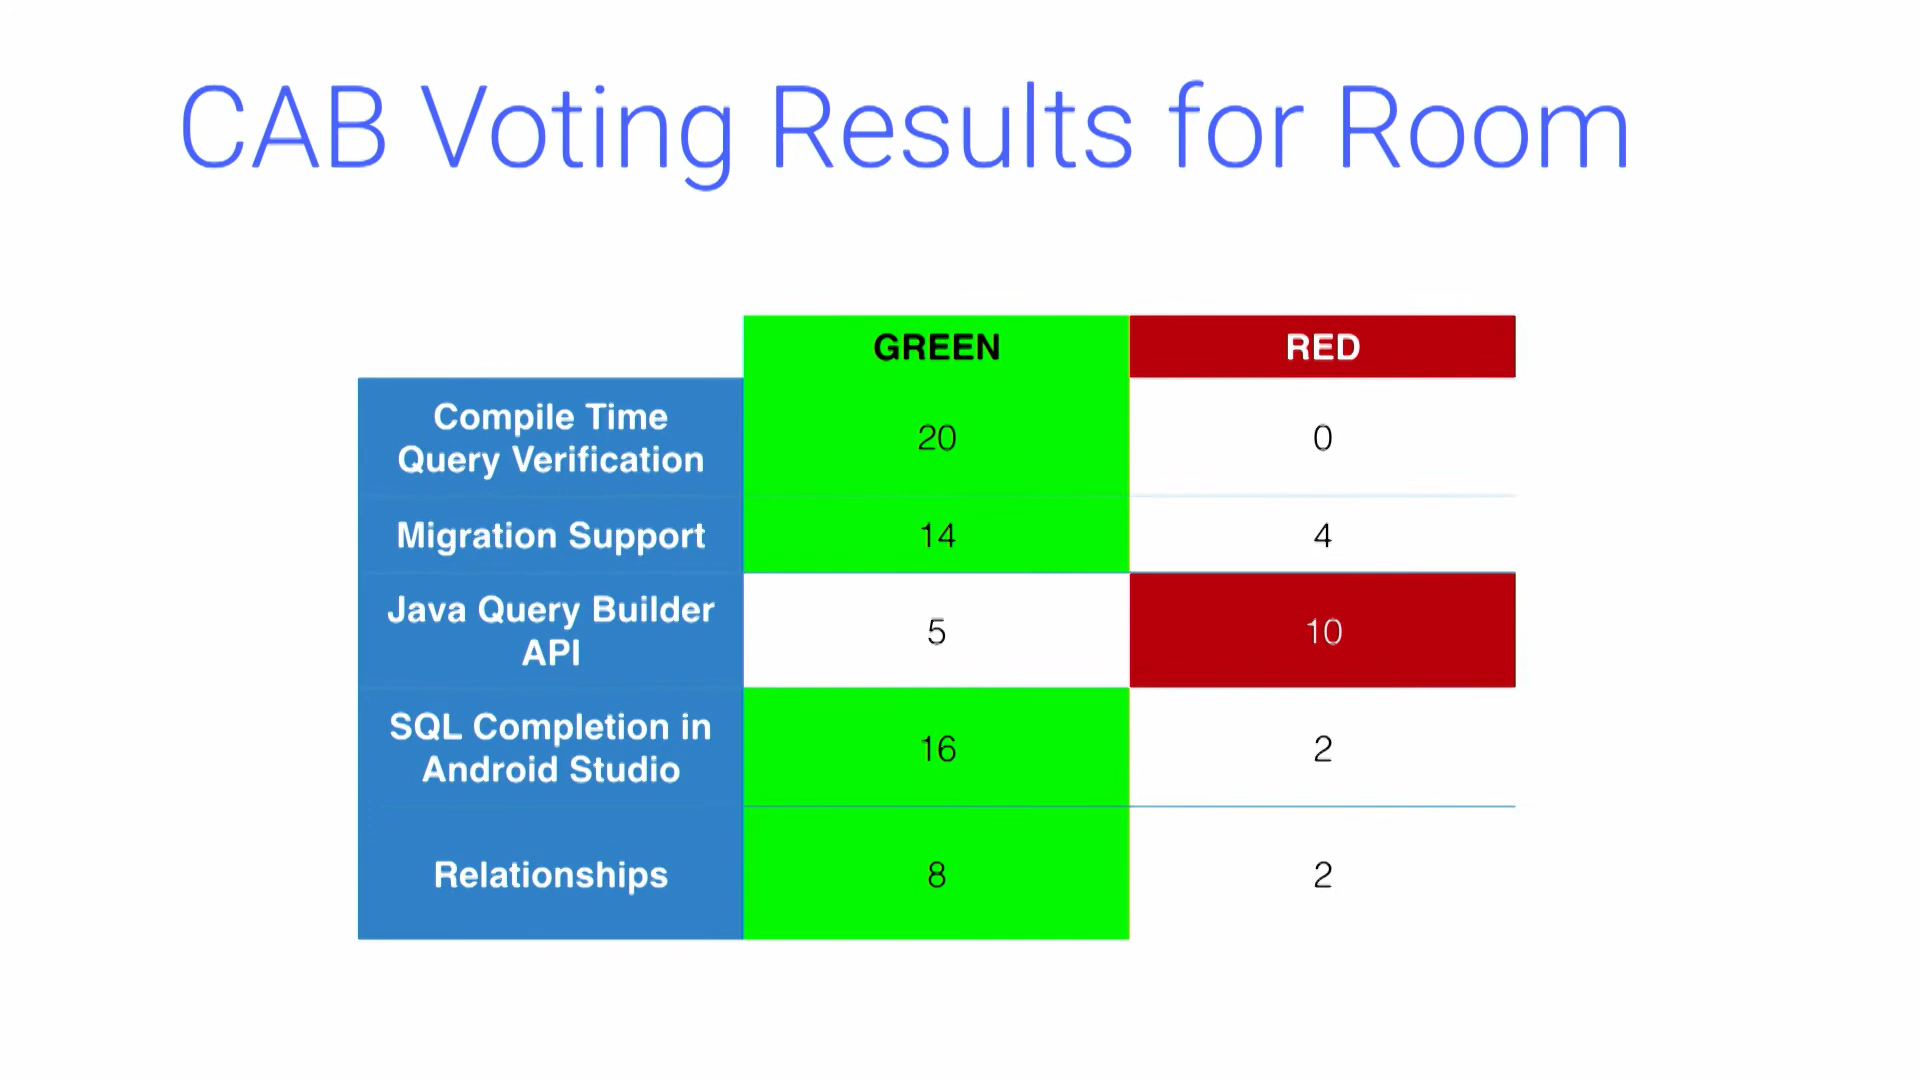 CAB Voting Results for Room
GREEN RED
Compile Time
Query Verification 20 0
Migration Support 14 4
Java Query Builder
API 5 10
SQL Completion in
Android Studio 16 2
Relationships 8 2